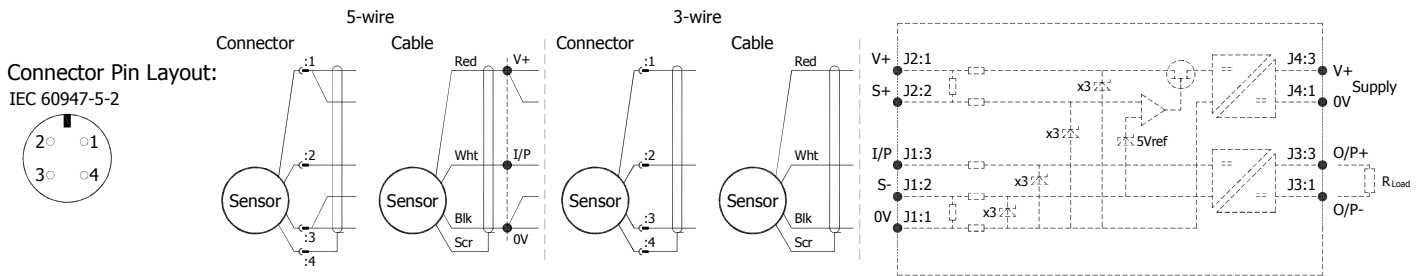 5-wire
3-wire
Connector
Cable
Connector
Cable
Connector Pin Layout:
IEC 60947-5-2
2
1
3
4
:1
:2
:3
:4
Sensor
Red
Wht
Blk
Scr
Sensor
V+
I/P
0V
:1
:2
:3
:4
Sensor
Red
Wht
Blk
Scr
Sensor
V+ J2:1
S+ J2:2
I/P J1:3
S- J1:2
0V J1:1
x3
x3
x3
x3
5Vref
J4:3 V+
Supply
J4:1 0V
J3:3 O/P+
J3:1
O/P-
R Load